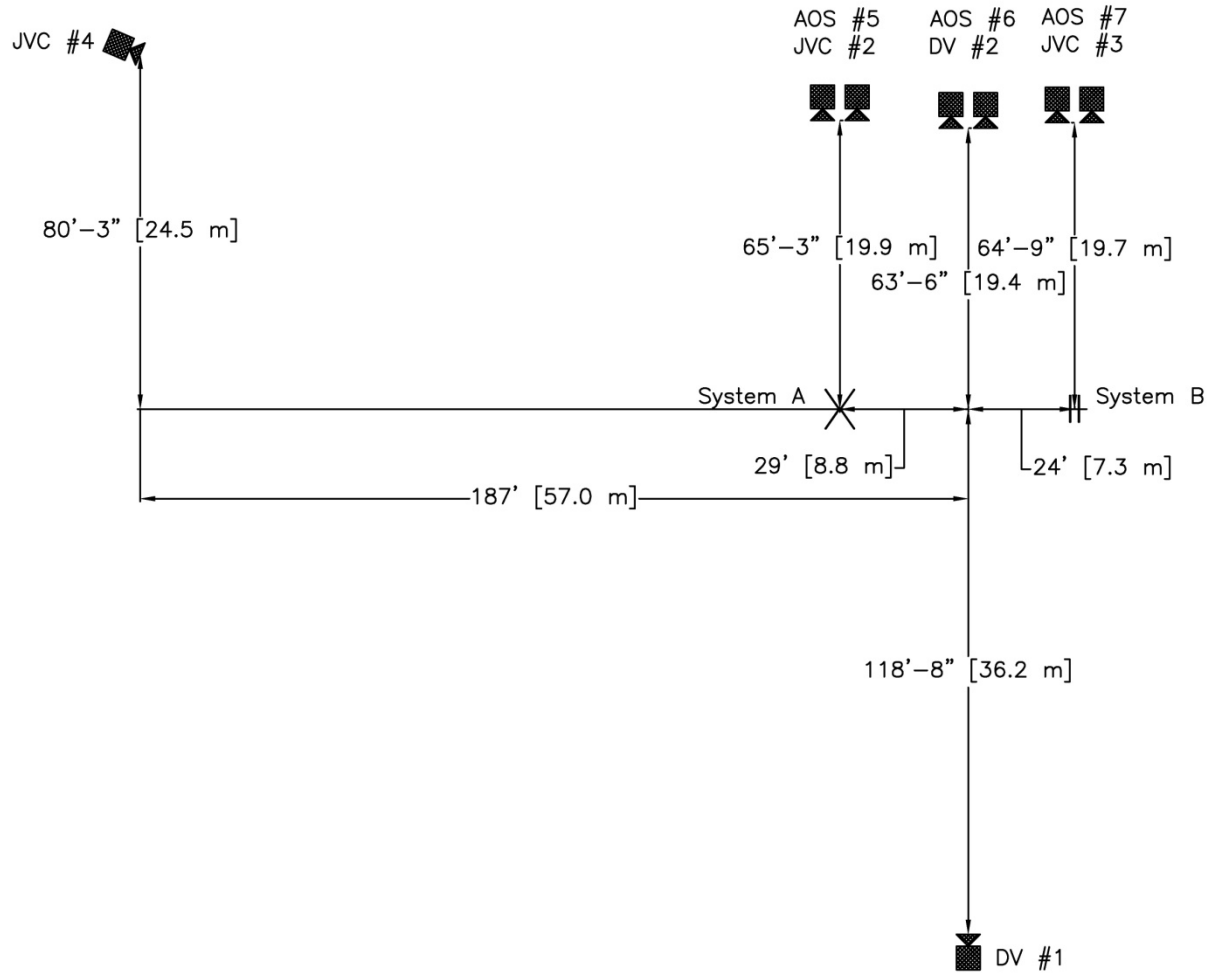 AOS #5
JVC #2
AOS #6
DV #2
AOS #7
JVC #3
JVC #4
80’–3” [24.5 m]
65’–3” [19.9 m]
64’–9” [19.7 m]
63’–6” [19.4 m]
System A
System B
29’ [8.8 m]
24’ [7.3 m]
187’ [57.0 m]
118’–8” [36.2 m]
DV #1